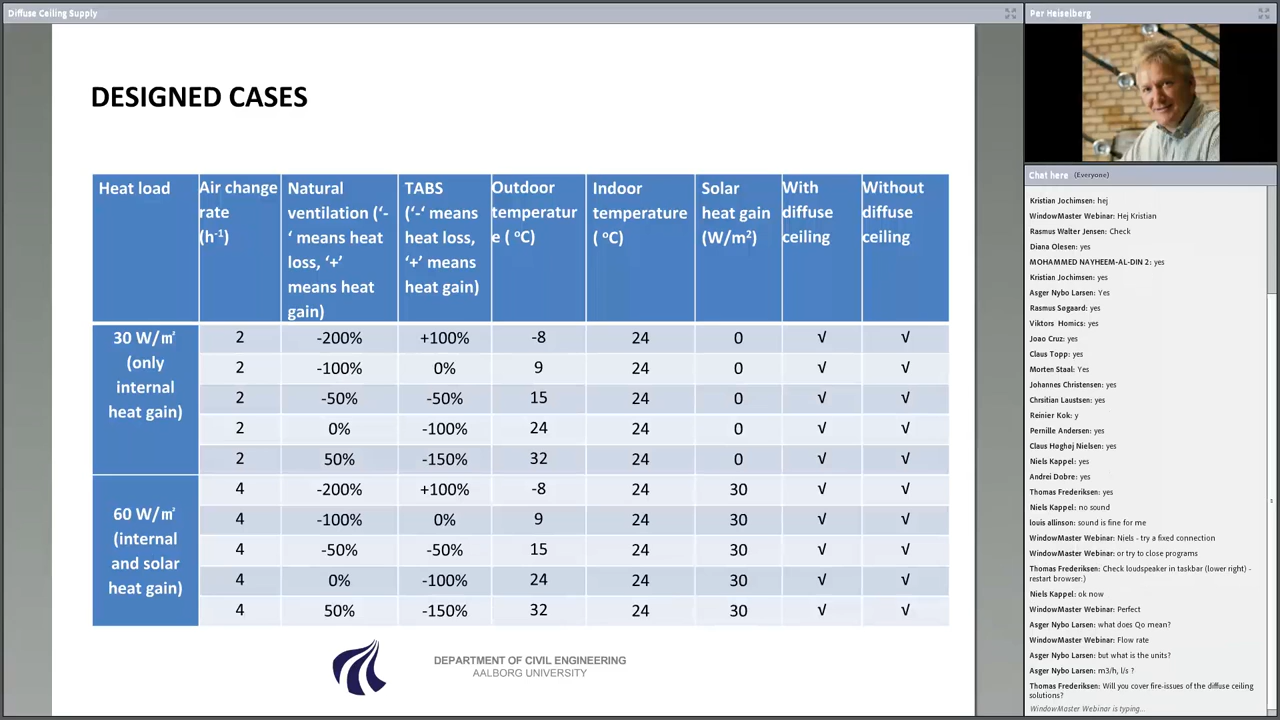 Diffuse Ceiling Supply
DESIGNED CASES
Heat load
Air change
rate
(h⁻¹)
Natural
ventilation ('-
' means heat
loss, '+'
means heat
gain)
TABS
('-' means
heat loss,
'+' means
heat gain)
Outdoor
temperatur
e ( °C)
Indoor
temperature
( °C)
Solar
heat gain
(W/m²)
With
diffuse
ceiling
Without
diffuse
ceiling
30 W/㎡
(only
internal
heat gain)
2 -200% +100% -8 24 0 √ √
2 -100% 0% 9 24 0 √ √
2 -50% -50% 15 24 0 √ √
2 0% -100% 24 24 0 √ √
2 50% -150% 32 24 0 √ √
60 W/㎡
(internal
and solar
heat gain)
4 -200% +100% -8 24 30 √ √
4 -100% 0% 9 24 30 √ √
4 -50% -50% 15 24 30 √ √
4 0% -100% 24 24 30 √ √
4 50% -150% 32 24 30 √ √
DEPARTMENT OF CIVIL ENGINEERING
AALBORG UNIVERSITY
Per Heiselberg
Chat here (Everyone)
Kristian Jochimsen: hej
WindowMaster Webinar: Hej Kristian
Rasmus Walter Jensen: Check
Diana Olesen: yes
MOHAMMED NAYHEEM-AL-DIN 2: yes
Kristian Jochimsen: yes
Asger Nybo Larsen: Yes
Rasmus Søgaard: yes
Viktors Homics: yes
Joao Cruz: yes
Claus Topp: yes
Morten Staal: Yes
Johannes Christensen: yes
Chrsitian Laustsen: yes
Reinier Kok: y
Pernille Andersen: yes
Claus Høghøj Nielsen: yes
Niels Kappel: yes
Andrei Dobre: yes
Thomas Frederiksen: yes
Niels Kappel: no sound
louis allinson: sound is fine for me
WindowMaster Webinar: Niels - try a fixed connection
WindowMaster Webinar: or try to close programs
Thomas Frederiksen: Check loudspeaker in taskbar (lower right) -
restart browser:)
Niels Kappel: ok now
WindowMaster Webinar: Perfect
Asger Nybo Larsen: what does Qo mean?
WindowMaster Webinar: Flow rate
Asger Nybo Larsen: but what is the units?
Asger Nybo Larsen: m3/h, l/s ?
Thomas Frederiksen: Will you cover fire-issues of the diffuse ceiling
solutions?
WindowMaster Webinar is typing...